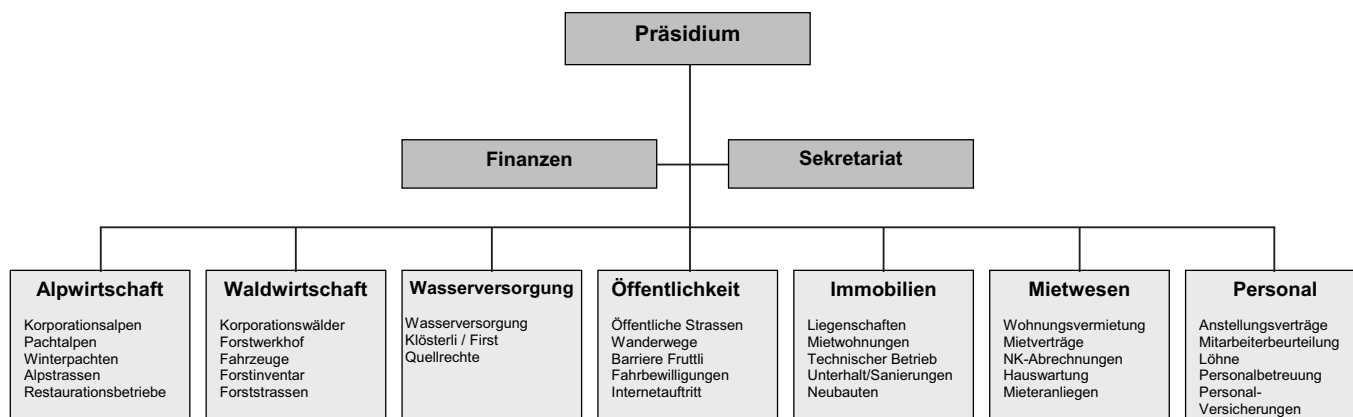 Präsidium
Finanzen
Sekretariat
Alpwirtschaft
Korporationsalpen
Pachtalpen
Winterpachten
Alpstrassen
Restaurationsbetriebe
Waldwirtschaft
Korporationswälder
Forstwerkhof
Fahrzeuge
Forstinventar
Forststrassen
Wasserversorgung
Wasserversorgung
Klösterli / First
Quellrechte
Öffentlichkeit
Öffentliche Strassen
Wanderwege
Barriere Fruttli
Fahrbewilligungen
Internetauftritt
Immobilien
Liegenschaften
Mietwohnungen
Technischer Betrieb
Unterhalt/Sanierungen
Neubauten
Mietwesen
Wohnungsvermietung
Mietverträge
NK-Abrechnungen
Hauswartung
Mieteranliegen
Personal
Anstellungsverträge
Mitarbeiterbeurteilung
Löhne
Personalbetreuung
Personal-
Versicherungen